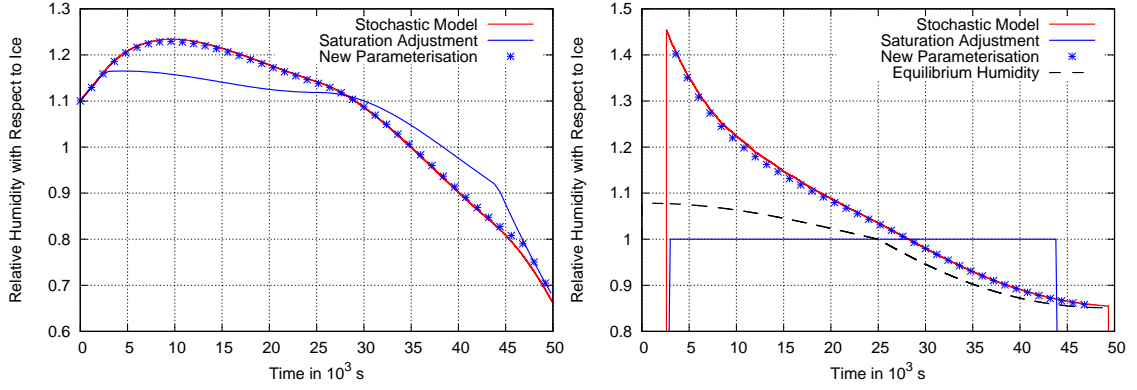 1.3
1.2
1.1
1
0.9
0.8
0.7
0.6
0 5 10 15 20 25 30 35 40 45 50
Relative Humidity with Respect to Ice
Time in 10³ s
Stochastic Model
Saturation Adjustment
New Parameterisation
1.5
1.4
1.3
1.2
1.1
1
0.9
0.8
0 5 10 15 20 25 30 35 40 45 50
Relative Humidity with Respect to Ice
Time in 10³ s
Stochastic Model
Saturation Adjustment
New Parameterisation
Equilibrium Humidity